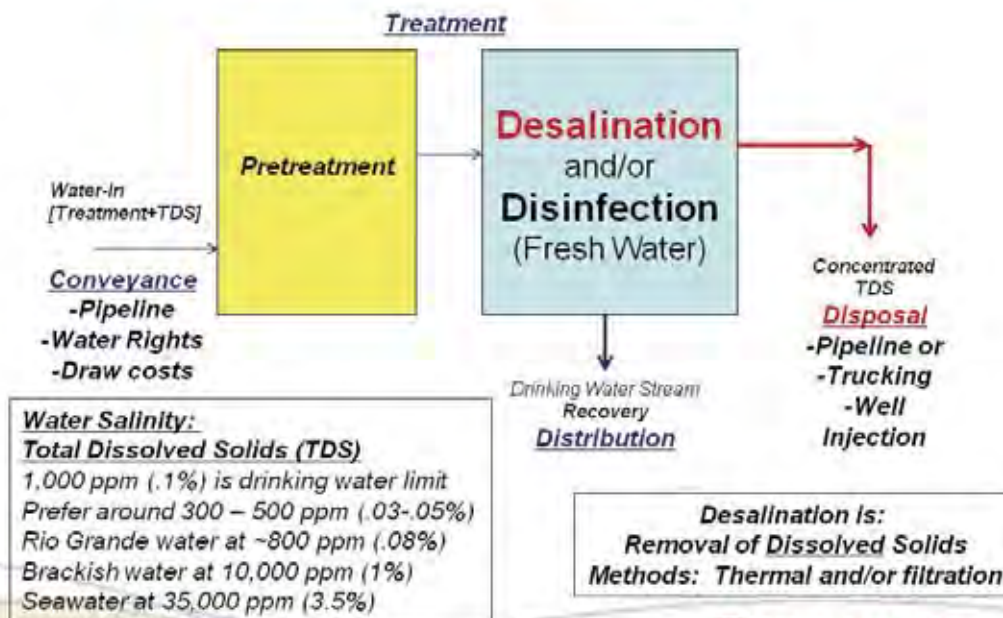 Treatment
Pretreatment
Desalination
and/or
Disinfection
(Fresh Water)
Water-In
[Treatment+TDS]
Conveyance
-Pipeline
-Water Rights
-Draw costs
Concentrated
TDS
Disposal
-Pipeline or
-Trucking
-Well
Injection
Drinking Water Stream
Recovery
Distribution
Water Salinity:
Total Dissolved Solids (TDS)
1,000 ppm (.1%) is drinking water limit
Prefer around 300 – 500 ppm (.03-.05%)
Rio Grande water at ~800 ppm (.08%)
Brackish water at 10,000 ppm (1%)
Seawater at 35,000 ppm (3.5%)
Desalination is:
Removal of Dissolved Solids
Methods: Thermal and/or filtration